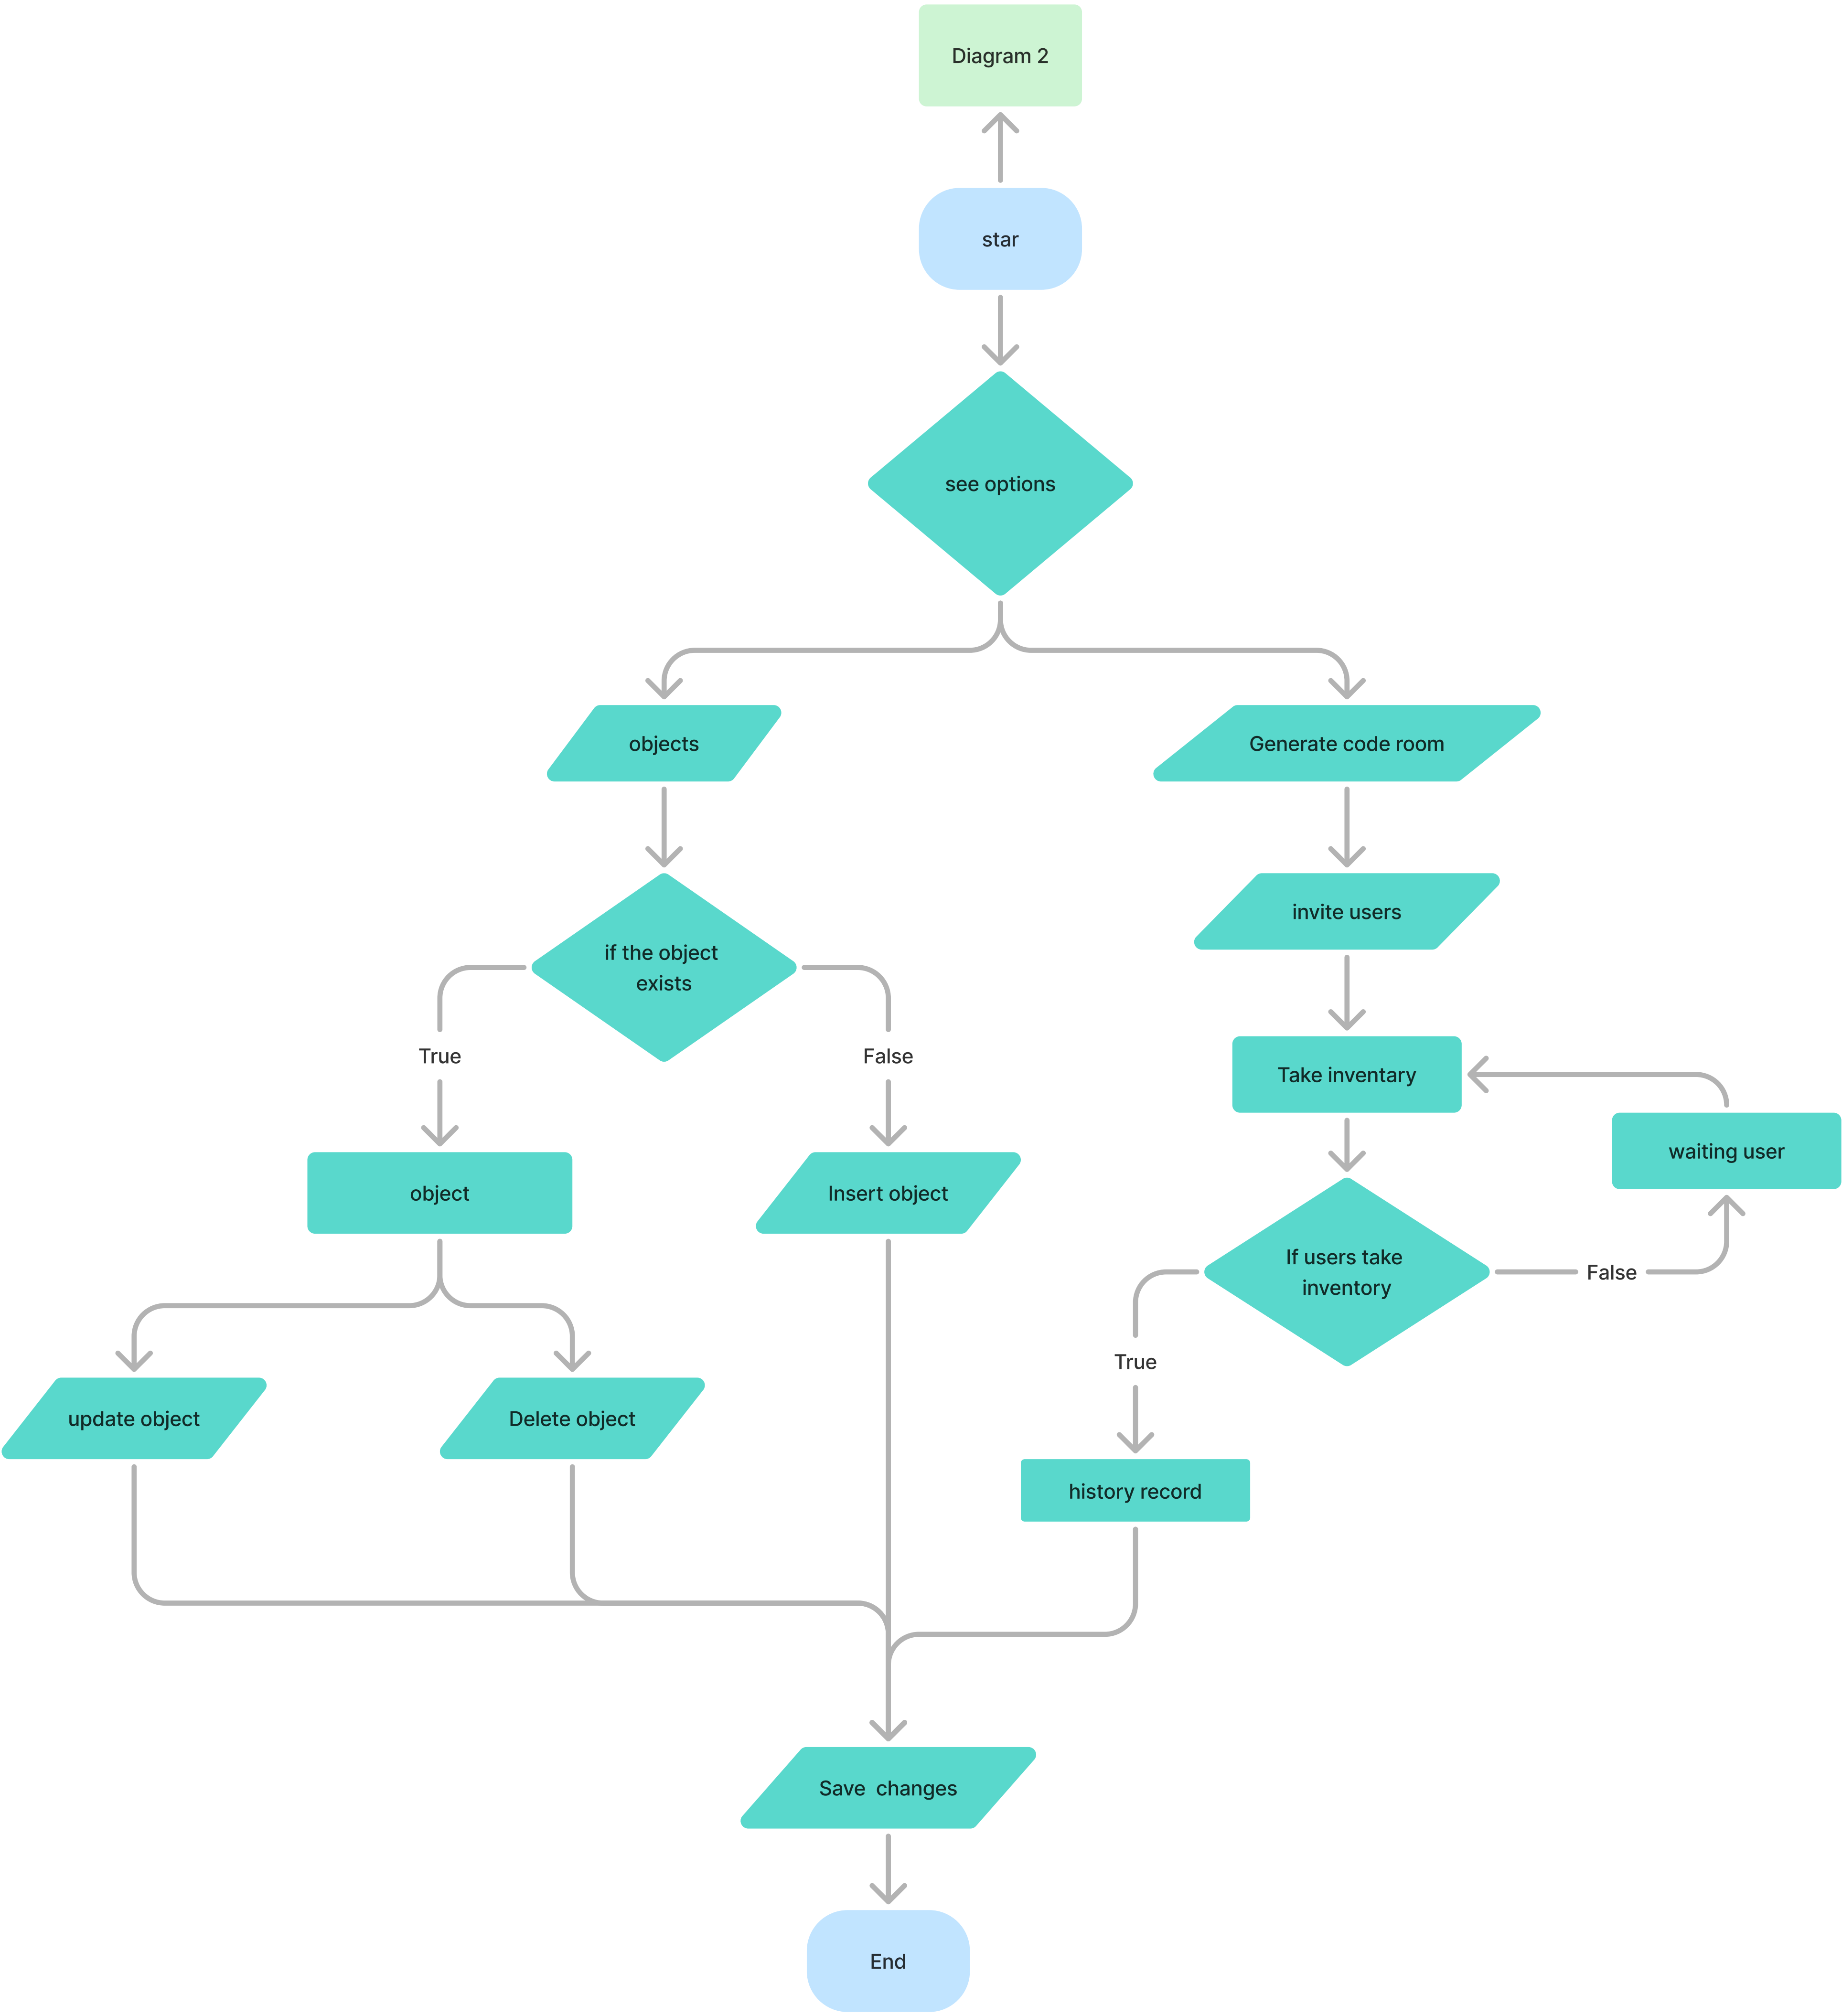 Diagram 2
star
see options
objects
Generate code room
if the object
exists
invite users
True
False
Take inventary
waiting user
object
Insert object
If users take
inventory
False
True
update object
Delete object
history record
Save  changes
End